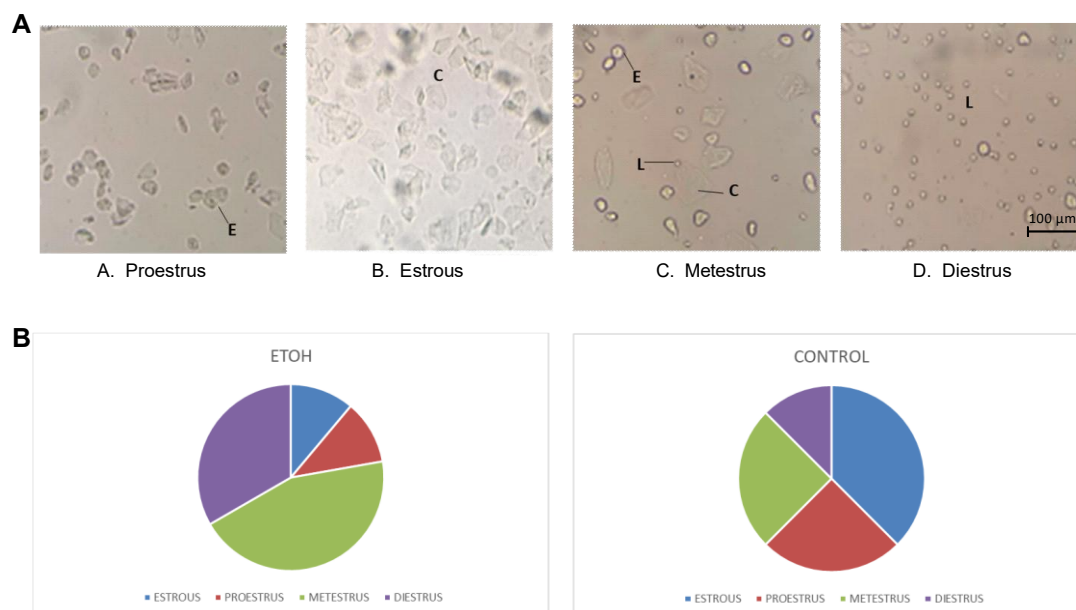 A
E
C
E
L
C
L
100 µm
A. Proestrus
B. Estrous
C. Metestrus
D. Diestrus
B
ETOH
ESTROUS PROESTRUS METESTRUS DIESTRUS
CONTROL
ESTROUS PROESTRUS METESTRUS DIESTRUS